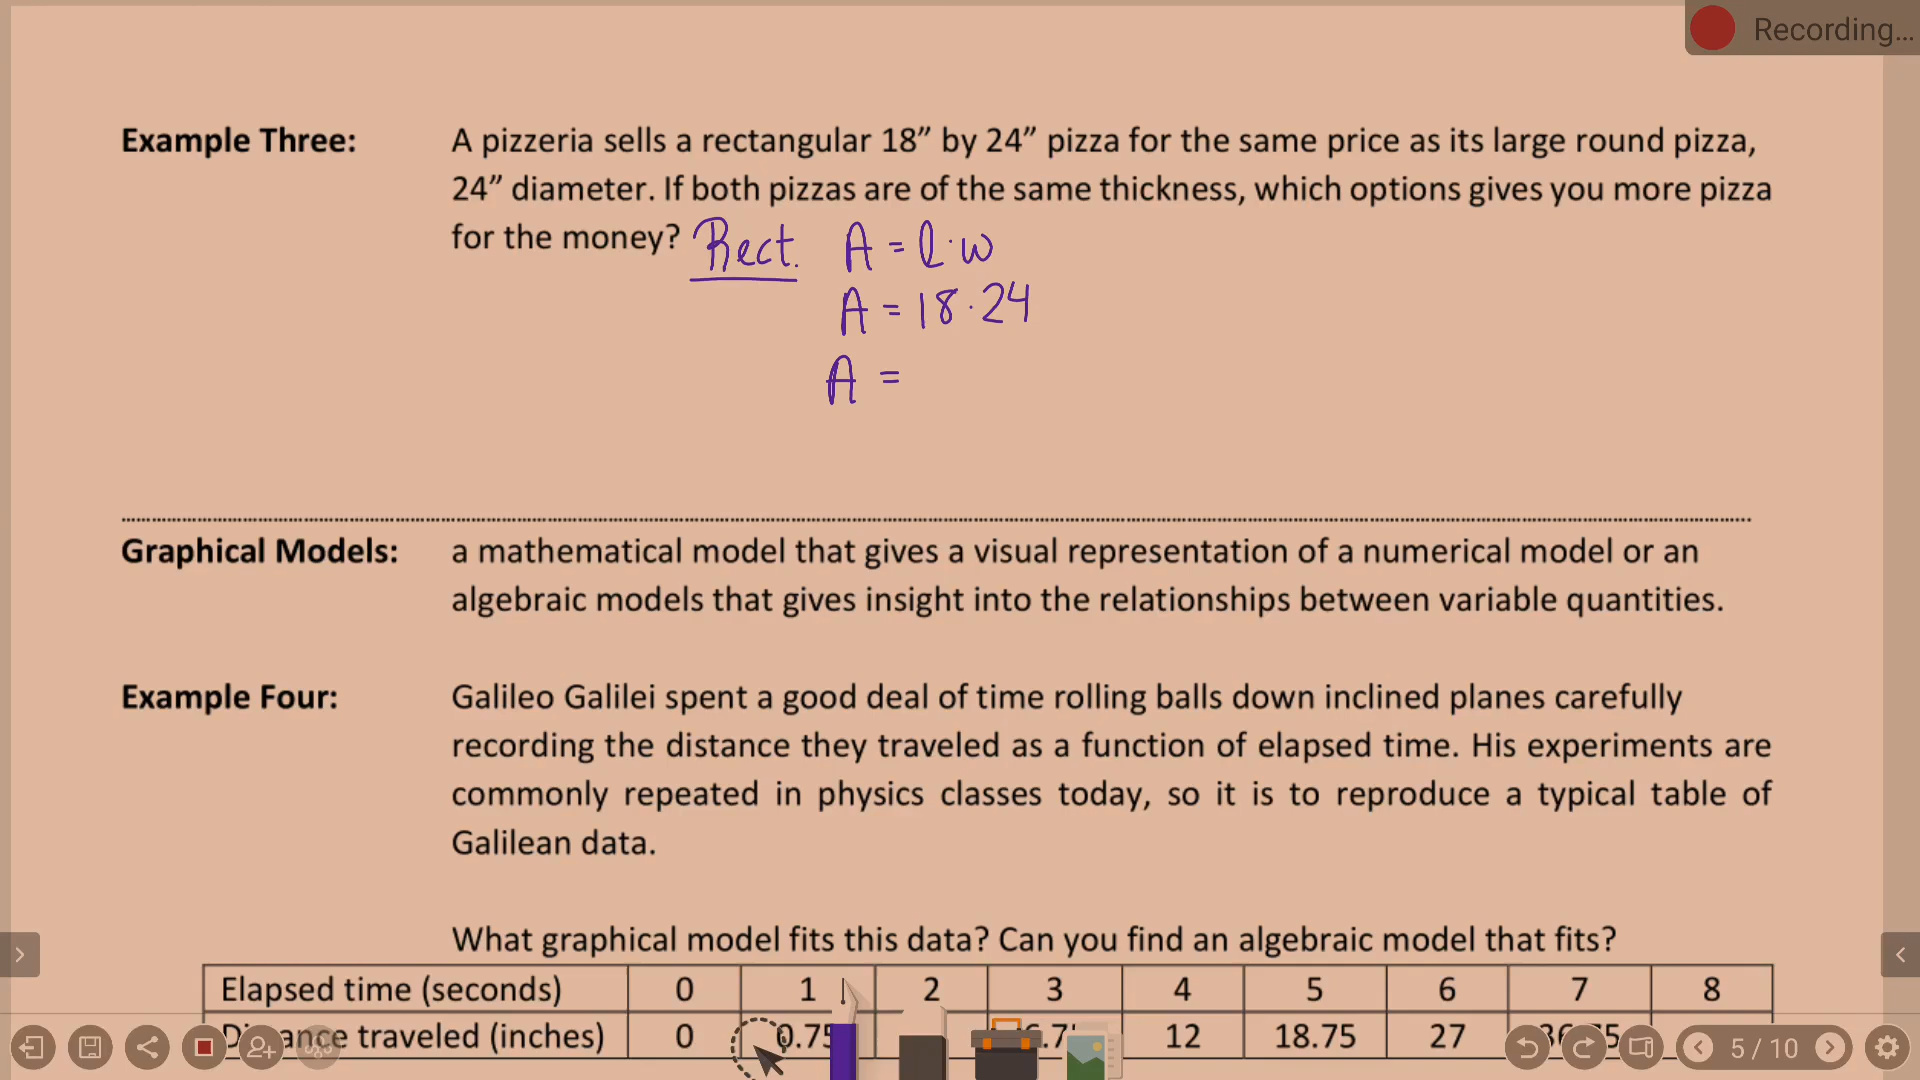 Recording...
Example Three: A pizzeria sells a rectangular 18” by 24” pizza for the same price as its large round pizza,
24” diameter. If both pizzas are of the same thickness, which options gives you more pizza
for the money? Rect. A = l·w
A = 18·24
A =
Graphical Models: a mathematical model that gives a visual representation of a numerical model or an
algebraic models that gives insight into the relationships between variable quantities.
Example Four: Galileo Galilei spent a good deal of time rolling balls down inclined planes carefully
recording the distance they traveled as a function of elapsed time. His experiments are
commonly repeated in physics classes today, so it is to reproduce a typical table of
Galilean data.
What graphical model fits this data? Can you find an algebraic model that fits?
Elapsed time (seconds) 0 1 2 3 4 5 6 7 8
traveled (inches) 0 0.75 12 18.75 27
5 / 10